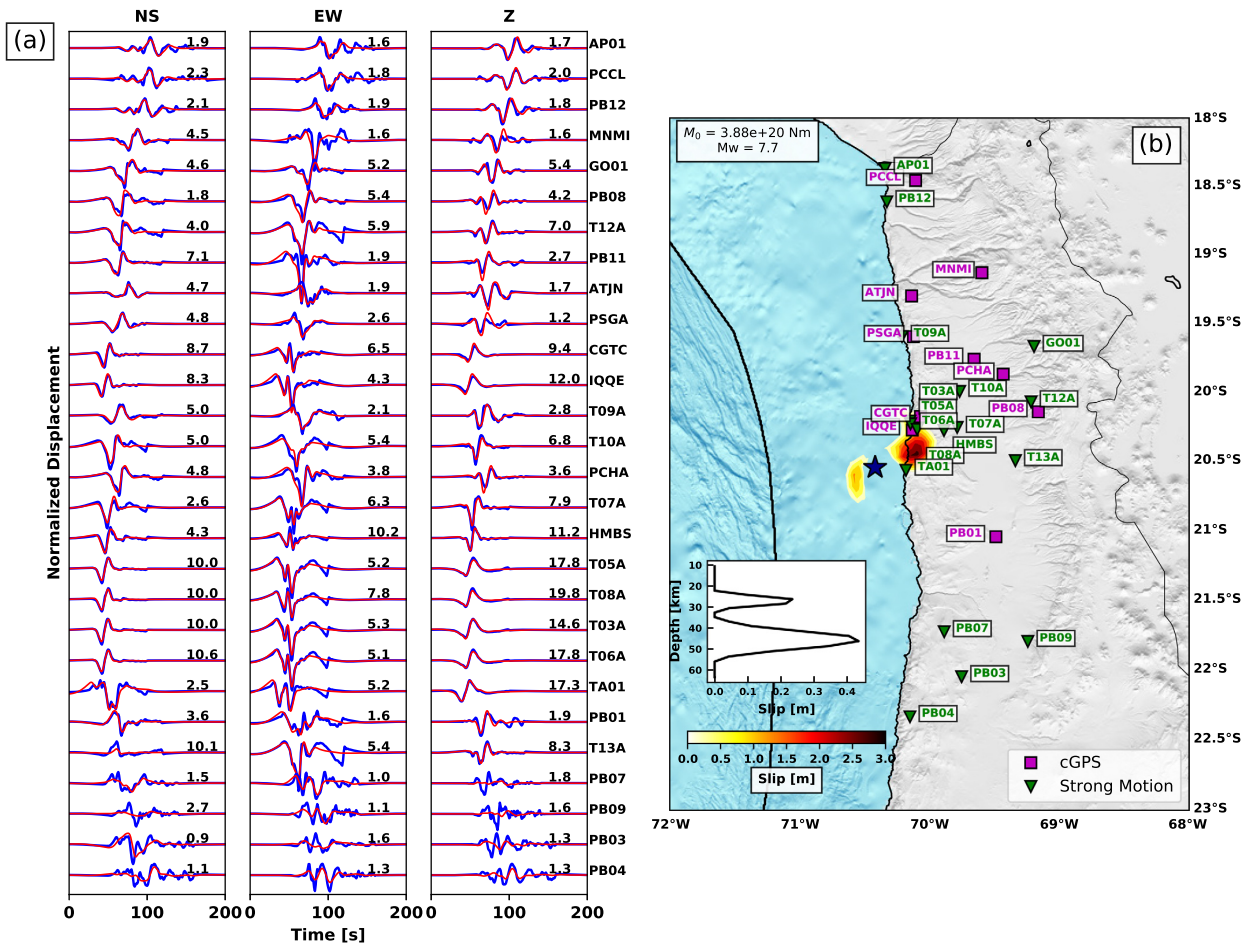 (a)
NS EW Z
1.9 1.6 1.7 AP01
2.3 1.8 2.0 PCCL
2.1 1.9 1.8 PB12
4.5 1.6 1.6 MNMI
4.6 5.2 5.4 GO01
1.8 5.4 4.2 PB08
4.0 5.9 7.0 T12A
7.1 1.9 2.7 PB11
4.7 1.9 1.7 ATJN
4.8 2.6 1.2 PSGA
8.7 6.5 9.4 CGTC
8.3 4.3 12.0 IQQE
5.0 2.1 2.8 T09A
5.0 5.4 6.8 T10A
4.8 3.8 3.6 PCHA
2.6 6.3 7.9 T07A
4.3 10.2 11.2 HMBS
10.0 5.2 17.8 T05A
10.0 7.8 19.8 T08A
10.0 5.3 14.6 T03A
10.6 5.1 17.8 T06A
2.5 5.2 17.3 TA01
3.6 1.6 1.9 PB01
10.1 5.4 8.3 T13A
1.5 1.0 1.8 PB07
2.7 1.1 1.6 PB09
0.9 1.6 1.3 PB03
1.1 1.3 1.3 PB04
0 100 200 0 100 200 0 100 200
Time [s]
Normalized Displacement
(b)
M0 = 3.88e+20 Nm
Mw = 7.7
AP01
PCCL
PB12
MNMI
ATJN
PSGA T09A
GO01
PB11
PCHA
T03A T10A
T12A
T05A
PB08
CGTC
T06A
IQQE
T07A
HMBS
T08A
T13A
TA01
PB01
PB07
PB09
PB03
PB04
Depth [km]
10
20
30
40
50
60
0.0 0.2 0.4
Slip [m]
0.0 0.5 1.0 1.5 2.0 2.5 3.0
Slip [m]
cGPS
Strong Motion
18°S
18.5°S
19°S
19.5°S
20°S
20.5°S
21°S
21.5°S
22°S
22.5°S
23°S
72°W 71°W 70°W 69°W 68°W